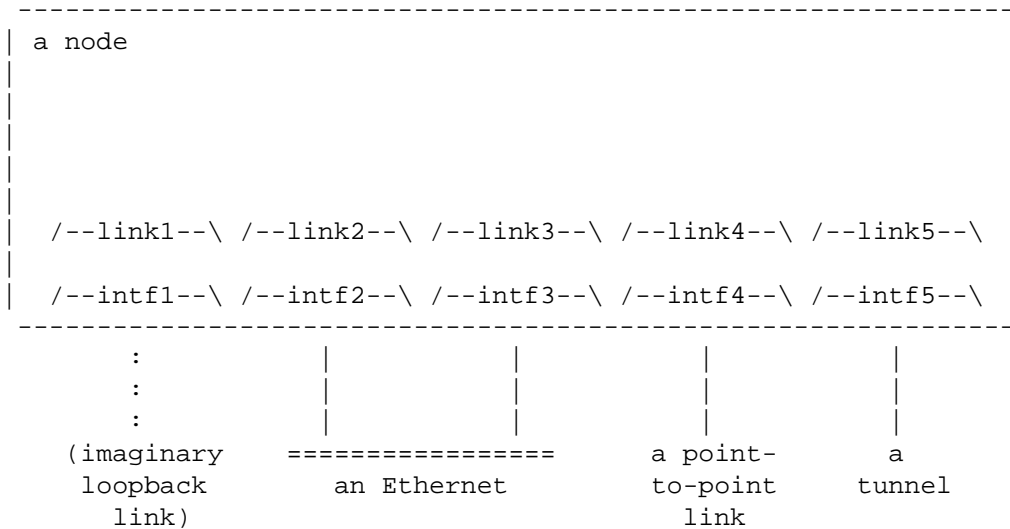 a node
/--link1--\ /--link2--\ /--link3--\ /--link4--\ /--link5--\
/--intf1--\ /--intf2--\ /--intf3--\ /--intf4--\ /--intf5--\
(imaginary ================= a point- a
loopback an Ethernet to-point tunnel
link) link